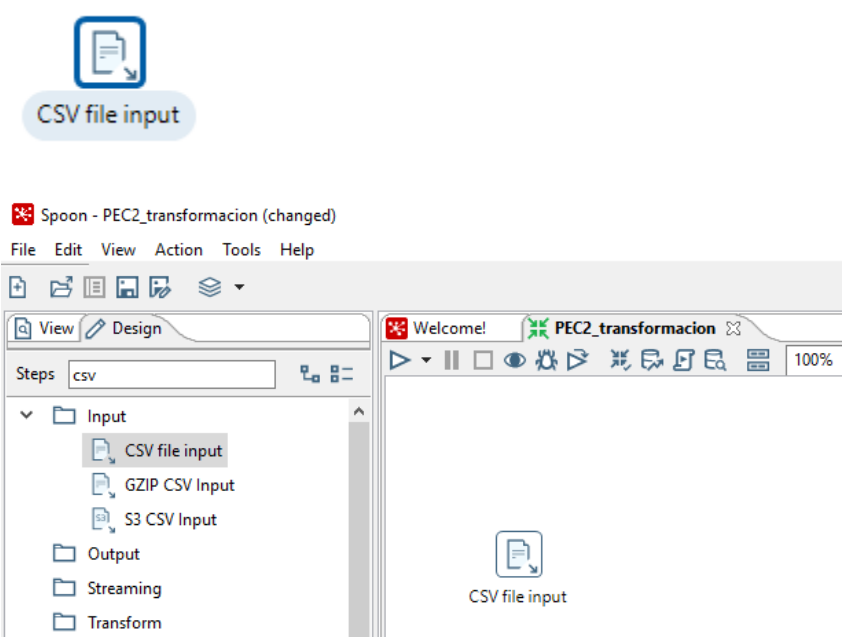 CSV file input
Spoon - PEC2_transformacion (changed)
File Edit View Action Tools Help
View Design
Welcome! PEC2_transformacion
Steps csv
100%
Input
CSV file input
GZIP CSV Input
S3 S3 CSV Input
Output
Streaming
Transform
CSV file input